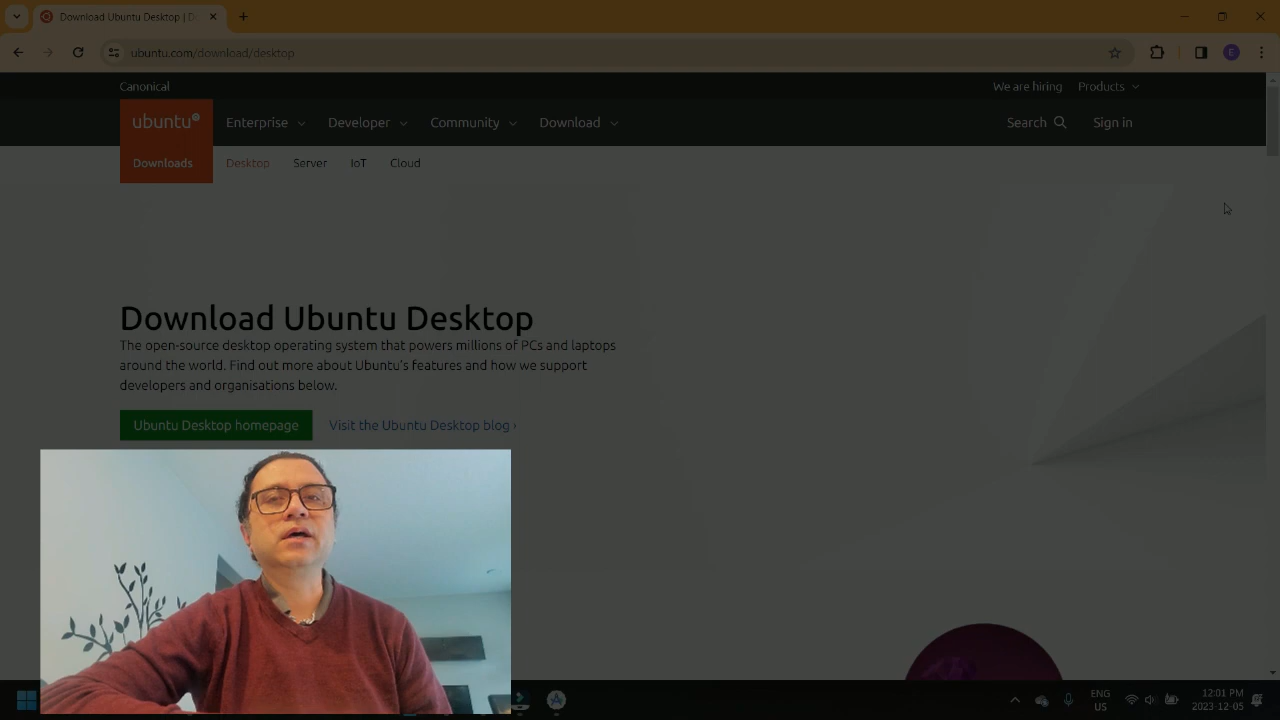 Download Ubuntu Desktop | D
ubuntu.com/download/desktop
E
Canonical
We are hiring
Products
ubuntu
Enterprise
Developer
Community
Download
Search
Sign in
Downloads
Desktop
Server
IoT
Cloud
Download Ubuntu Desktop
The open-source desktop operating system that powers millions of PCs and laptops
around the world. Find out more about Ubuntu's features and how we support
developers and organisations below.
Ubuntu Desktop homepage
Visit the Ubuntu Desktop blog ›
ENG
US
12:01 PM
2023-12-05